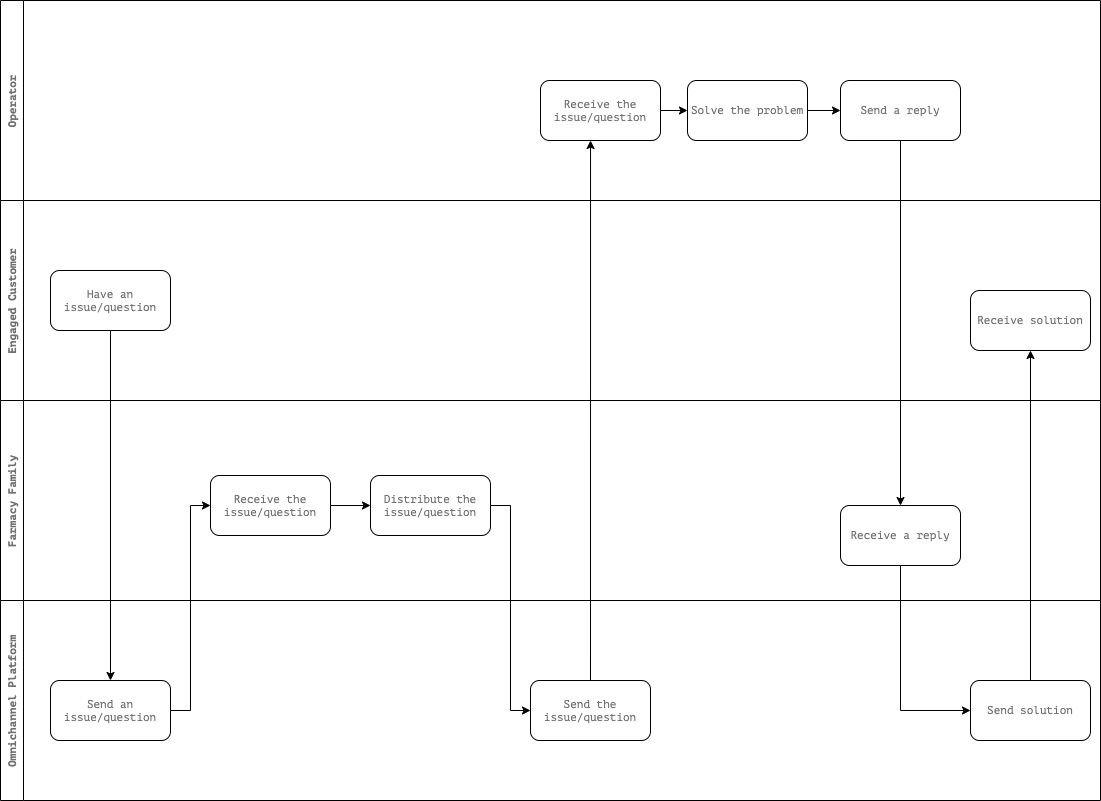 Operator
Receive the
issue/question
Solve the problem
Send a reply
Engaged Customer
Have an
issue/question
Receive solution
Farmacy Family
Receive the
issue/question
Distribute the
issue/question
Receive a reply
Omnichannel Platform
Send an
issue/question
Send the
issue/question
Send solution